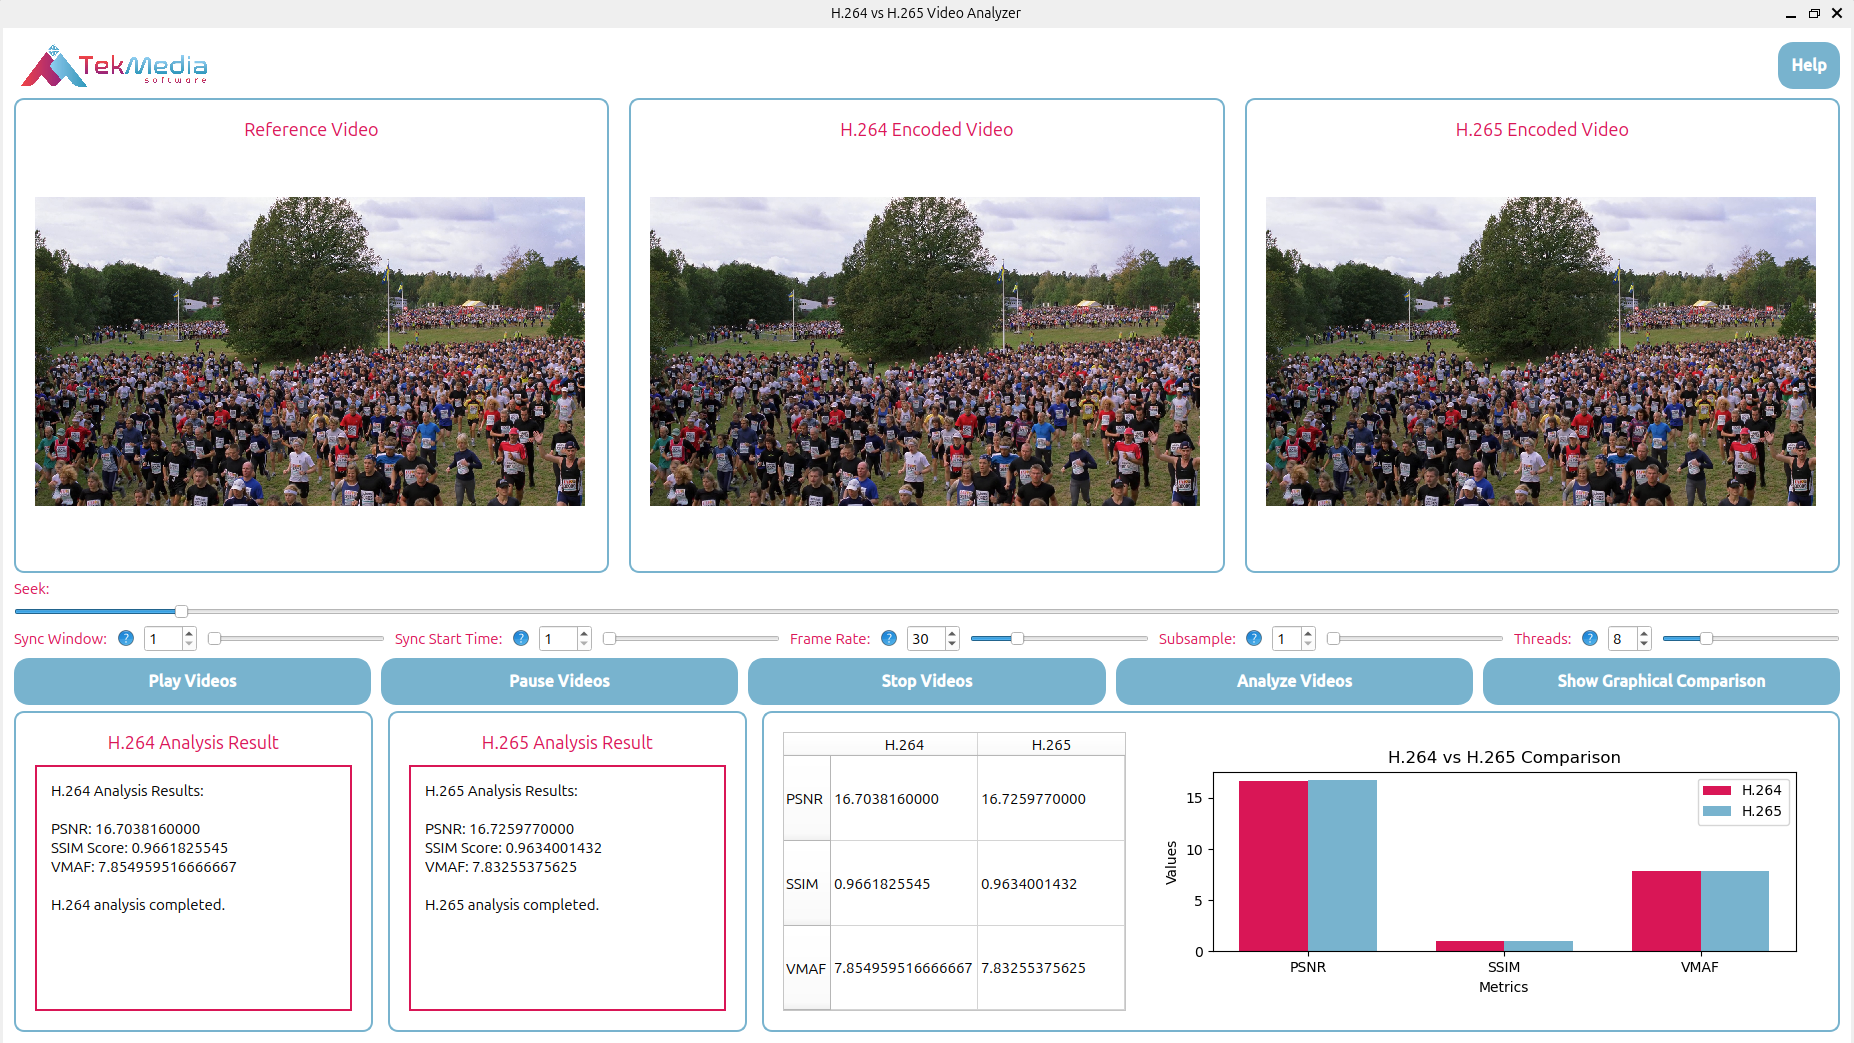 H.264 vs H.265 Video Analyzer
TekMedia
software
Help
Reference Video
H.264 Encoded Video
H.265 Encoded Video
Seek:
Sync Window: ? 1
Sync Start Time: ? 1
Frame Rate: ? 30
Subsample: ? 1
Threads: ? 8
Play Videos
Pause Videos
Stop Videos
Analyze Videos
Show Graphical Comparison
H.264 Analysis Result
H.264 Analysis Results:
PSNR: 16.7038160000
SSIM Score: 0.9661825545
VMAF: 7.854959516666667
H.264 analysis completed.
H.265 Analysis Result
H.265 Analysis Results:
PSNR: 16.7259770000
SSIM Score: 0.9634001432
VMAF: 7.83255375625
H.265 analysis completed.
H.264 H.265
PSNR 16.7038160000 16.7259770000
SSIM 0.9661825545 0.9634001432
VMAF 7.854959516666667 7.83255375625
H.264 vs H.265 Comparison
H.264
H.265
Values
15
10
5
0
PSNR SSIM VMAF
Metrics